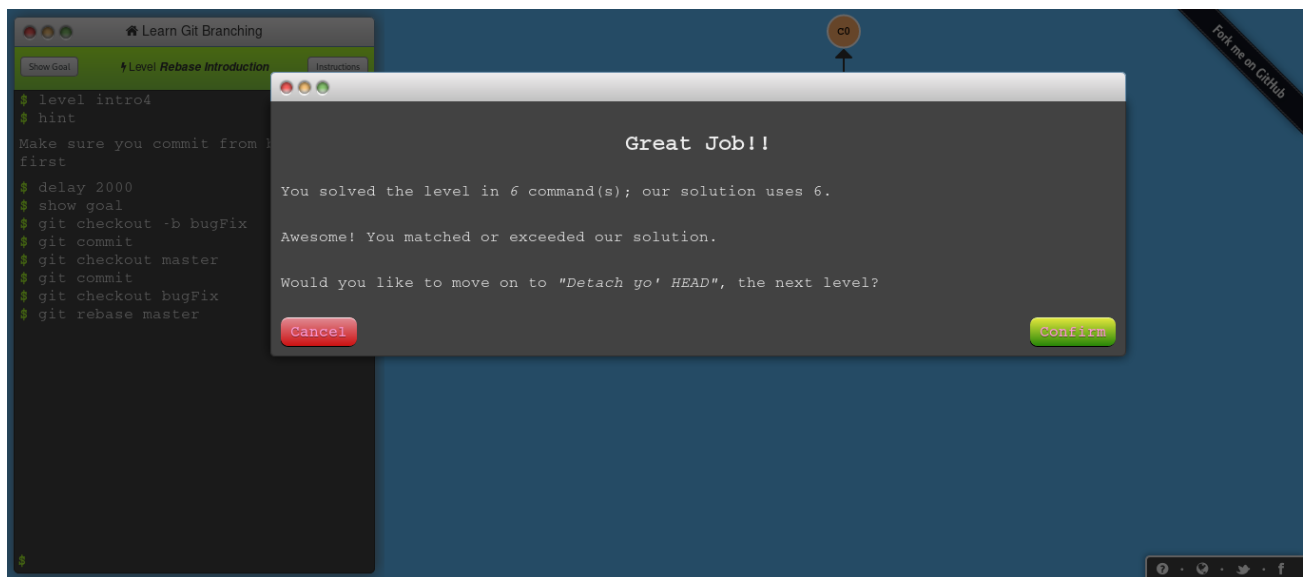 Learn Git Branching
Show Goal
Level Rebase Introduction
Instructions
$ level intro4
$ hint
Make sure you commit from
first
$ delay 2000
$ show goal
$ git checkout -b bugFix
$ git commit
$ git checkout master
$ git commit
$ git checkout bugFix
$ git rebase master
$
C0
Fork me on GitHub
Great Job!!
You solved the level in 6 command(s); our solution uses 6.
Awesome! You matched or exceeded our solution.
Would you like to move on to "Detach yo' HEAD", the next level?
Cancel
Confirm